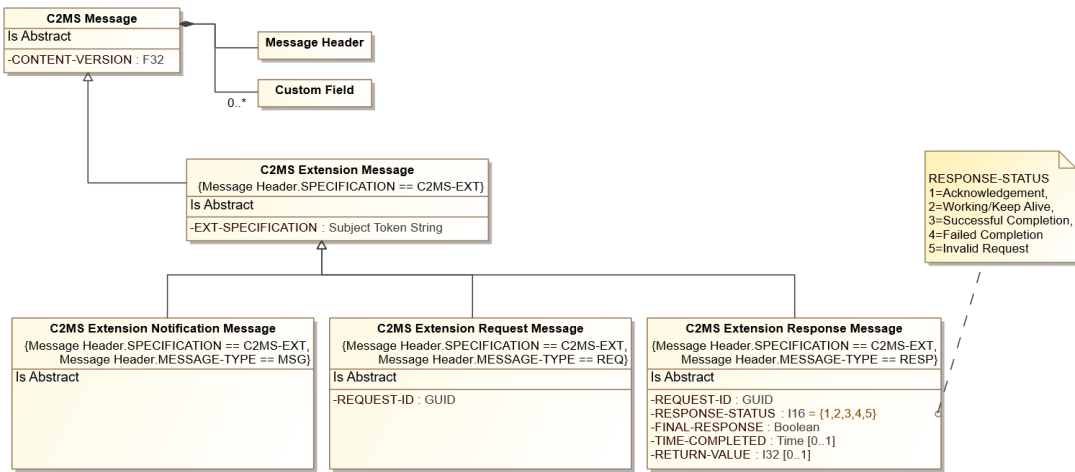 C2MS Message
Is Abstract
-CONTENT-VERSION : F32
Message Header
Custom Field
0..*
C2MS Extension Message
{Message Header.SPECIFICATION == C2MS-EXT}
Is Abstract
-EXT-SPECIFICATION : Subject Token String
RESPONSE-STATUS
1=Acknowledgement,
2=Working/Keep Alive,
3=Successful Completion,
4=Failed Completion
5=Invalid Request
C2MS Extension Notification Message
{Message Header.SPECIFICATION == C2MS-EXT,
Message Header.MESSAGE-TYPE == MSG}
Is Abstract
C2MS Extension Request Message
{Message Header.SPECIFICATION == C2MS-EXT,
Message Header.MESSAGE-TYPE == REQ}
Is Abstract
-REQUEST-ID : GUID
C2MS Extension Response Message
{Message Header.SPECIFICATION == C2MS-EXT,
Message Header.MESSAGE-TYPE == RESP}
Is Abstract
-REQUEST-ID : GUID
-RESPONSE-STATUS : I16 = {1,2,3,4,5}
-FINAL-RESPONSE : Boolean
-TIME-COMPLETED : Time [0..1]
-RETURN-VALUE : I32 [0..1]